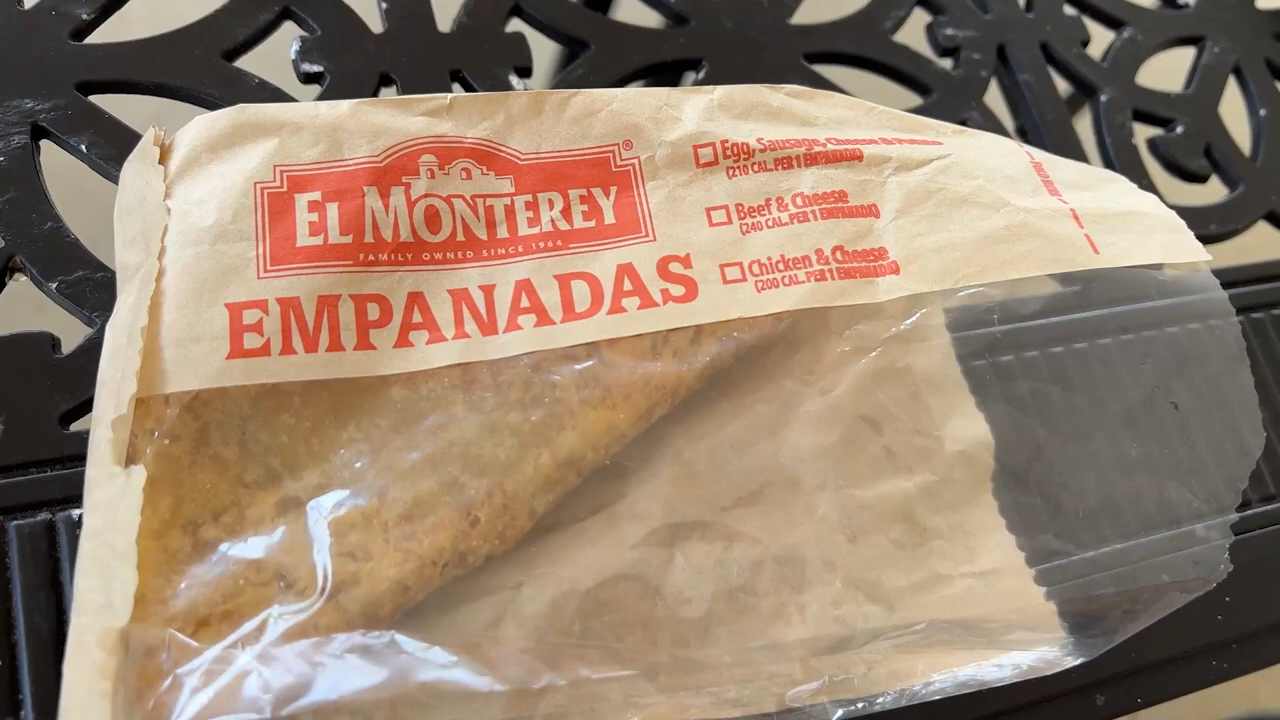 EL MONTEREY®
FAMILY OWNED SINCE 1964
EMPANADAS
Egg, Sausage, Cheese & Potato
(210 CAL. PER 1 EMPANADA)
Beef & Cheese
(240 CAL. PER 1 EMPANADA)
Chicken & Cheese
(200 CAL. PER 1 EMPANADA)